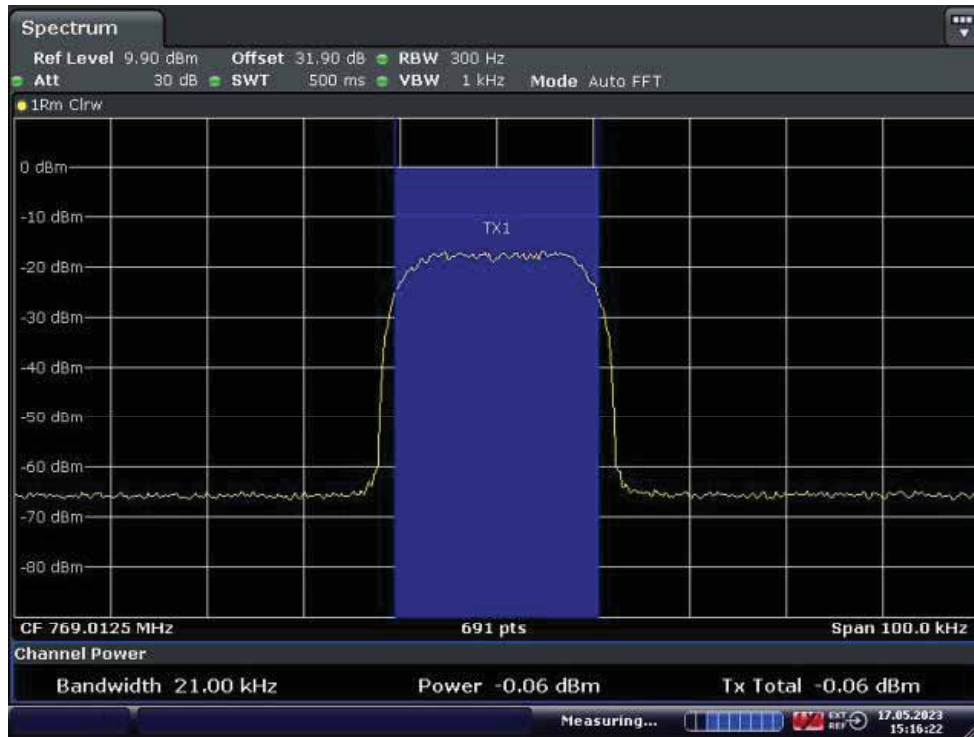 Spectrum
Ref Level 9.90 dBm Offset 31.90 dB RBW 300 Hz
Att 30 dB SWT 500 ms VBW 1 kHz Mode Auto FFT
1Rm Clrw
0 dBm
-10 dBm
TX1
-20 dBm
-30 dBm
-40 dBm
-50 dBm
-60 dBm
-70 dBm
-80 dBm
CF 769.0125 MHz 691 pts Span 100.0 kHz
Channel Power
Bandwidth 21.00 kHz Power -0.06 dBm Tx Total -0.06 dBm
Measuring... EXT REF 17.05.2023
15:16:22